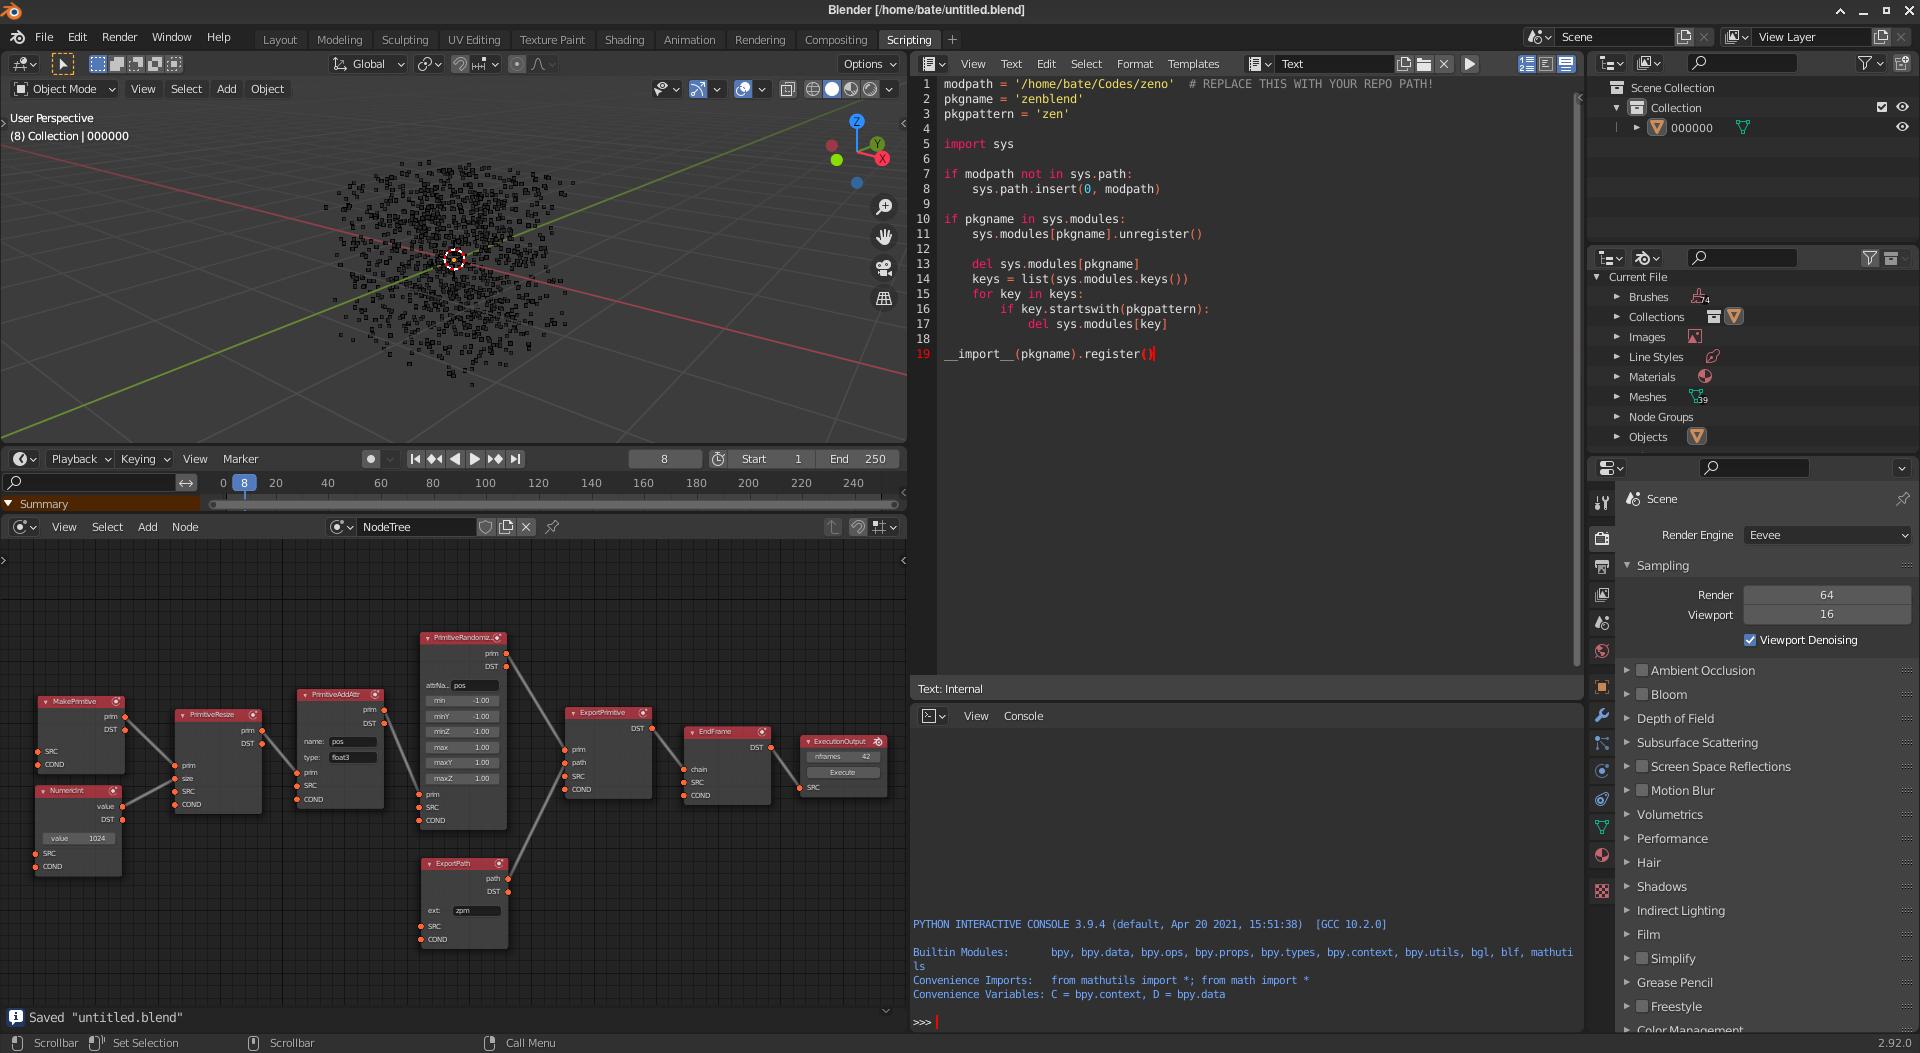 Blender [/home/bate/untitled.blend]
File Edit Render Window Help
Layout Modeling Sculpting UV Editing Texture Paint Shading Animation Rendering Compositing Scripting +
Scene View Layer
Global Options
Object Mode View Select Add Object
User Perspective
(8) Collection | 000000
Z Y X
Playback Keying View Marker 8 Start 1 End 250
0 8 20 40 60 80 100 120 140 160 180 200 220 240
Summary
View Select Add Node NodeTree
MakePrimitive
prim
DST
SRC
COND
NumericInt
value
DST
value 1024
SRC
COND
PrimitiveResize
prim
DST
prim
size
SRC
COND
PrimitiveAddAttr
prim
DST
name: pos
type: float3
prim
SRC
COND
PrimitiveRandomiz..
prim
DST
attrNa.. pos
min -1.00
minY -1.00
minZ -1.00
max 1.00
maxY 1.00
maxZ 1.00
prim
SRC
COND
ExportPath
path
DST
ext: zpm
SRC
COND
ExportPrimitive
DST
prim
path
SRC
COND
EndFrame
DST
chain
SRC
COND
ExecutionOutput
nframes 42
Execute
SRC
Saved "untitled.blend"
Scrollbar Set Selection Scrollbar Call Menu 2.92.0
View Text Edit Select Format Templates Text
1 modpath = '/home/bate/Codes/zeno'  # REPLACE THIS WITH YOUR REPO PATH!
2 pkgname = 'zenblend'
3 pkgpattern = 'zen'
4
5 import sys
6
7 if modpath not in sys.path:
8     sys.path.insert(0, modpath)
9
10 if pkgname in sys.modules:
11     sys.modules[pkgname].unregister()
12
13     del sys.modules[pkgname]
14     keys = list(sys.modules.keys())
15     for key in keys:
16         if key.startswith(pkgpattern):
17             del sys.modules[key]
18
19 __import__(pkgname).register()
Text: Internal
View Console
PYTHON INTERACTIVE CONSOLE 3.9.4 (default, Apr 20 2021, 15:51:38)  [GCC 10.2.0]
Builtin Modules:       bpy, bpy.data, bpy.ops, bpy.props, bpy.types, bpy.context, bpy.utils, bgl, blf, mathuti
ls
Convenience Imports:   from mathutils import *; from math import *
Convenience Variables: C = bpy.context, D = bpy.data
>>>
Scene Collection
Collection
000000
Current File
Brushes 74
Collections
Images
Line Styles
Materials
Meshes 39
Node Groups
Objects
Scene
Render Engine Eevee
Sampling
Render 64
Viewport 16
Viewport Denoising
Ambient Occlusion
Bloom
Depth of Field
Subsurface Scattering
Screen Space Reflections
Motion Blur
Volumetrics
Performance
Hair
Shadows
Indirect Lighting
Film
Simplify
Grease Pencil
Freestyle
Color Management